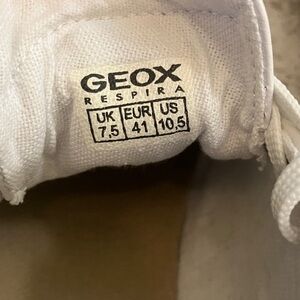 GEOX
RESPIRA
UK EUR US
7,5 41 10,5